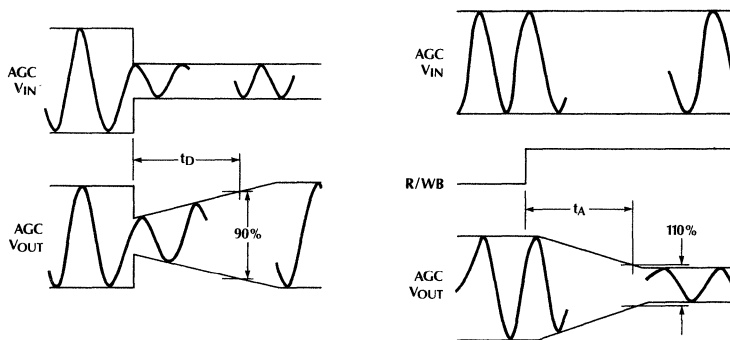 AGC
VIN
tD
AGC
VOUT
90%
AGC
VIN
R/WB
tA
110%
AGC
VOUT